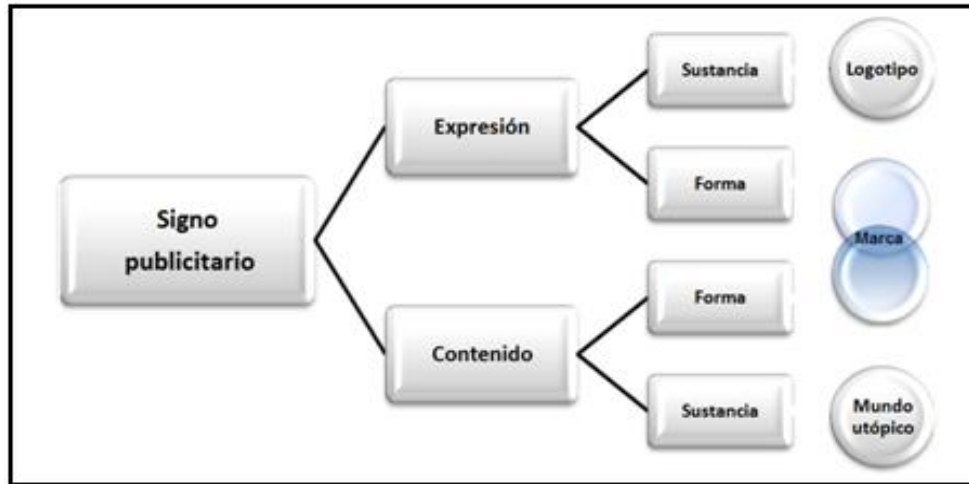 Signo
publicitario
Expresión
Contenido
Sustancia
Forma
Forma
Sustancia
Logotipo
Marca
Mundo
utópico